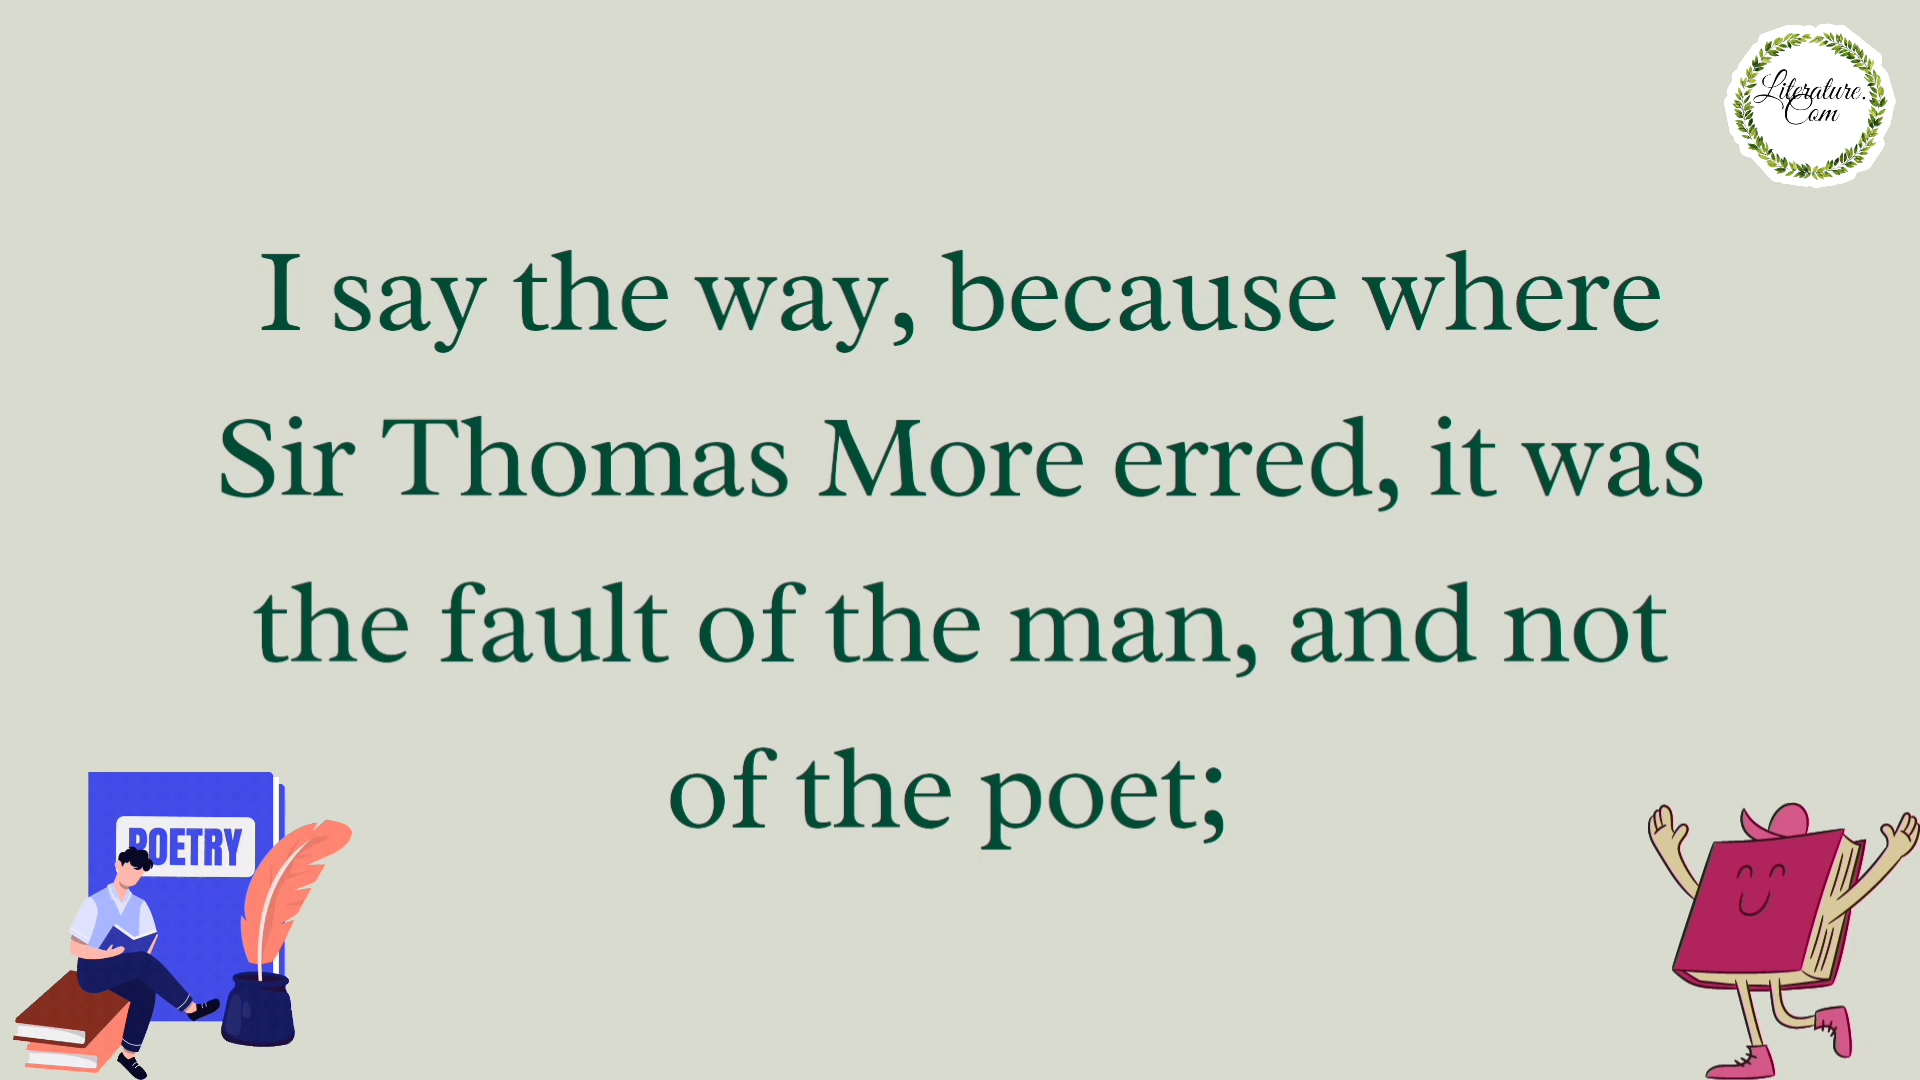 Literature.
Com
I say the way, because where
Sir Thomas More erred, it was
the fault of the man, and not
of the poet;
POETRY